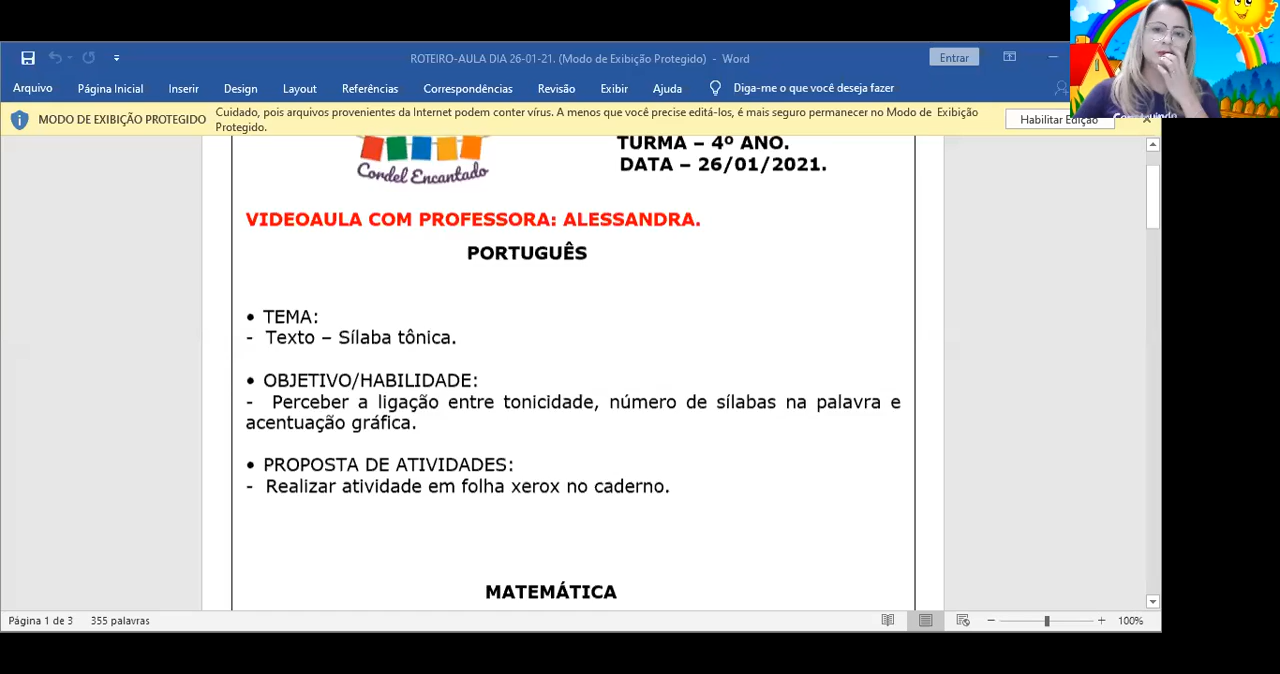 ROTEIRO-AULA DIA 26-01-21. (Modo de Exibição Protegido) - Word
Entrar
Arquivo
Página Inicial
Inserir
Design
Layout
Referências
Correspondências
Revisão
Exibir
Ajuda
Diga-me o que você deseja fazer
MODO DE EXIBIÇÃO PROTEGIDO
Cuidado, pois arquivos provenientes da Internet podem conter vírus. A menos que você precise editá-los, é mais seguro permanecer no Modo de Exibição
Protegido.
Habilitar Edição
Cordel Encantado
TURMA – 4º ANO.
DATA – 26/01/2021.
VIDEOAULA COM PROFESSORA: ALESSANDRA.
PORTUGUÊS
• TEMA:
- Texto – Sílaba tônica.
• OBJETIVO/HABILIDADE:
- Perceber a ligação entre tonicidade, número de sílabas na palavra e
acentuação gráfica.
• PROPOSTA DE ATIVIDADES:
- Realizar atividade em folha xerox no caderno.
MATEMÁTICA
Página 1 de 3
355 palavras
100%